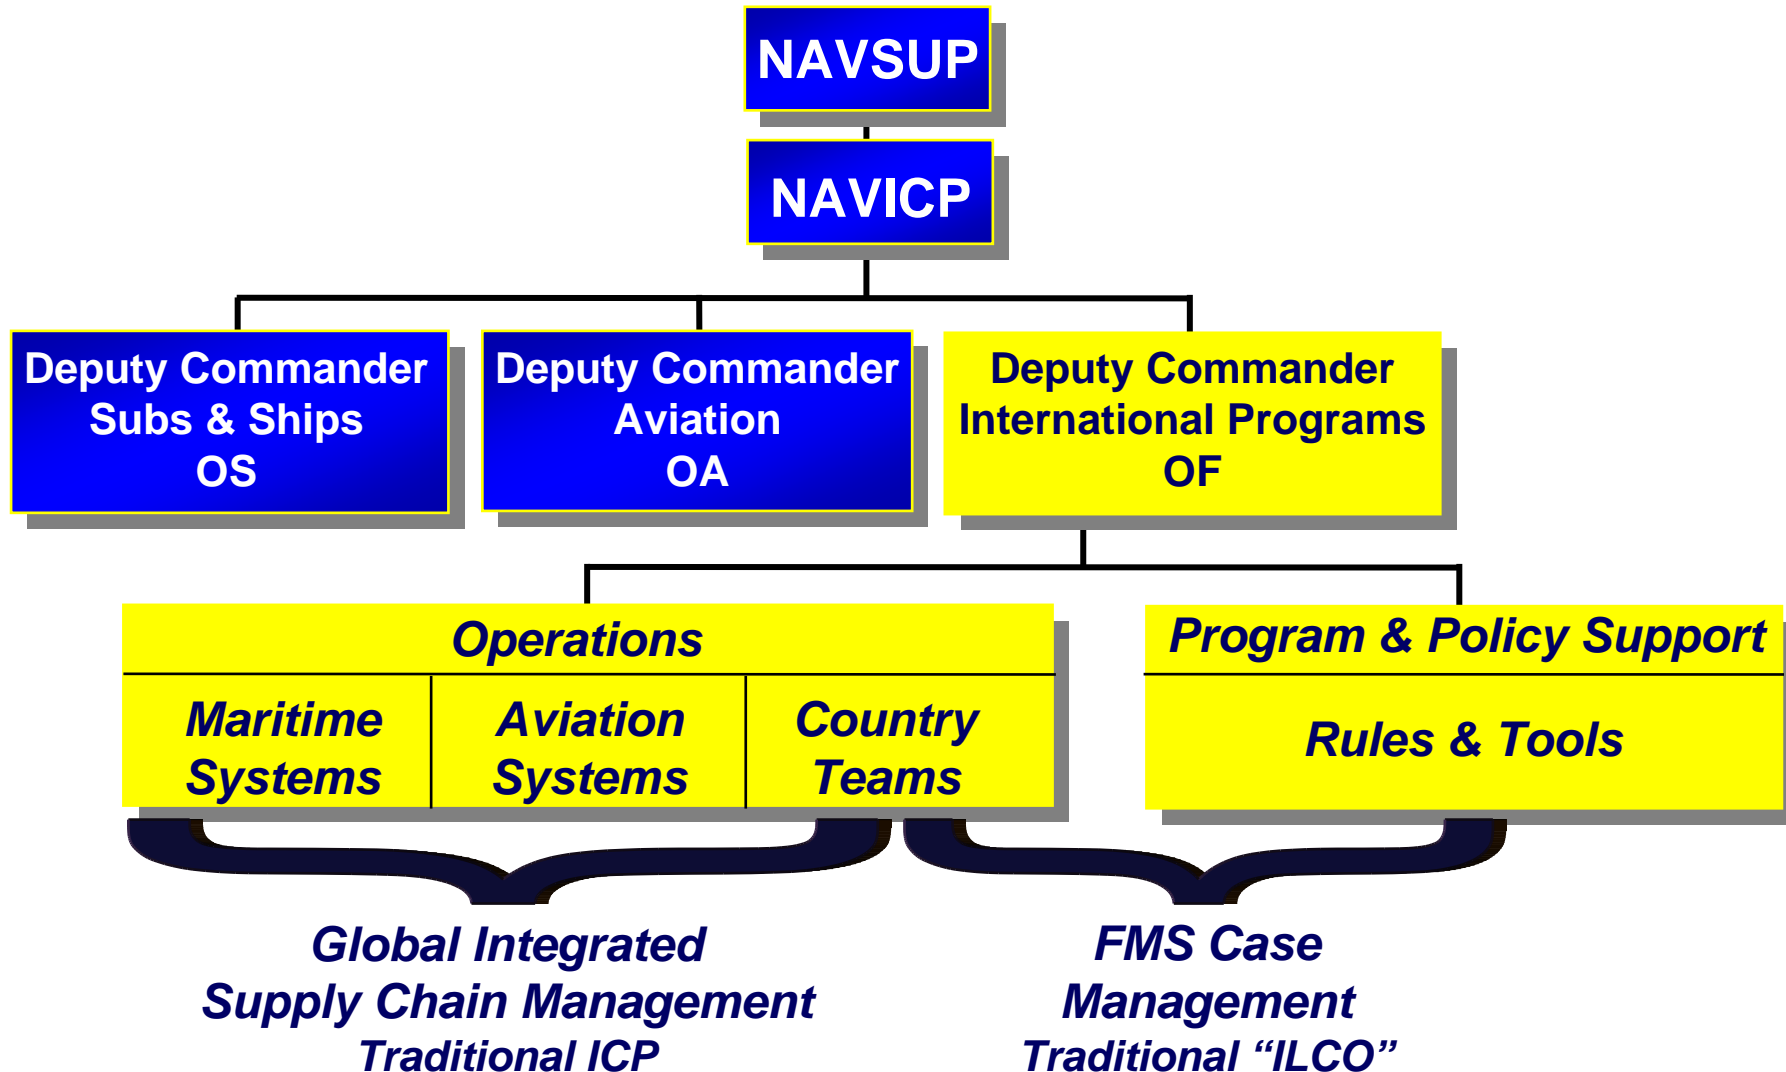 NAVSUP
NAVICP
Deputy Commander
Subs & Ships
OS
Deputy Commander
Aviation
OA
Deputy Commander
International Programs
OF
Operations
Maritime
Systems
Aviation
Systems
Country
Teams
Program & Policy Support
Rules & Tools
Global Integrated
Supply Chain Management
Traditional ICP
FMS Case
Management
Traditional “ILCO”